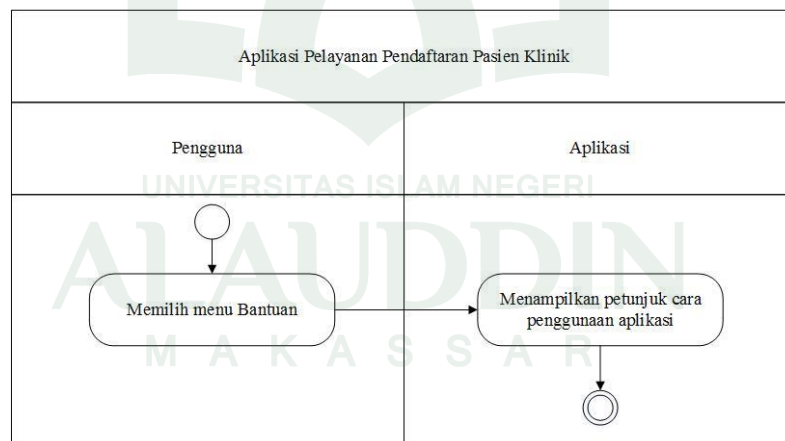 Aplikasi Pelayanan Pendaftaran Pasien Klinik
Pengguna
Aplikasi
UNIVERSITAS ISLAM NEGERI
ALAUDDIN
Memilih menu Bantuan
Menampilkan petunjuk cara
penggunaan aplikasi
MAKASSAR